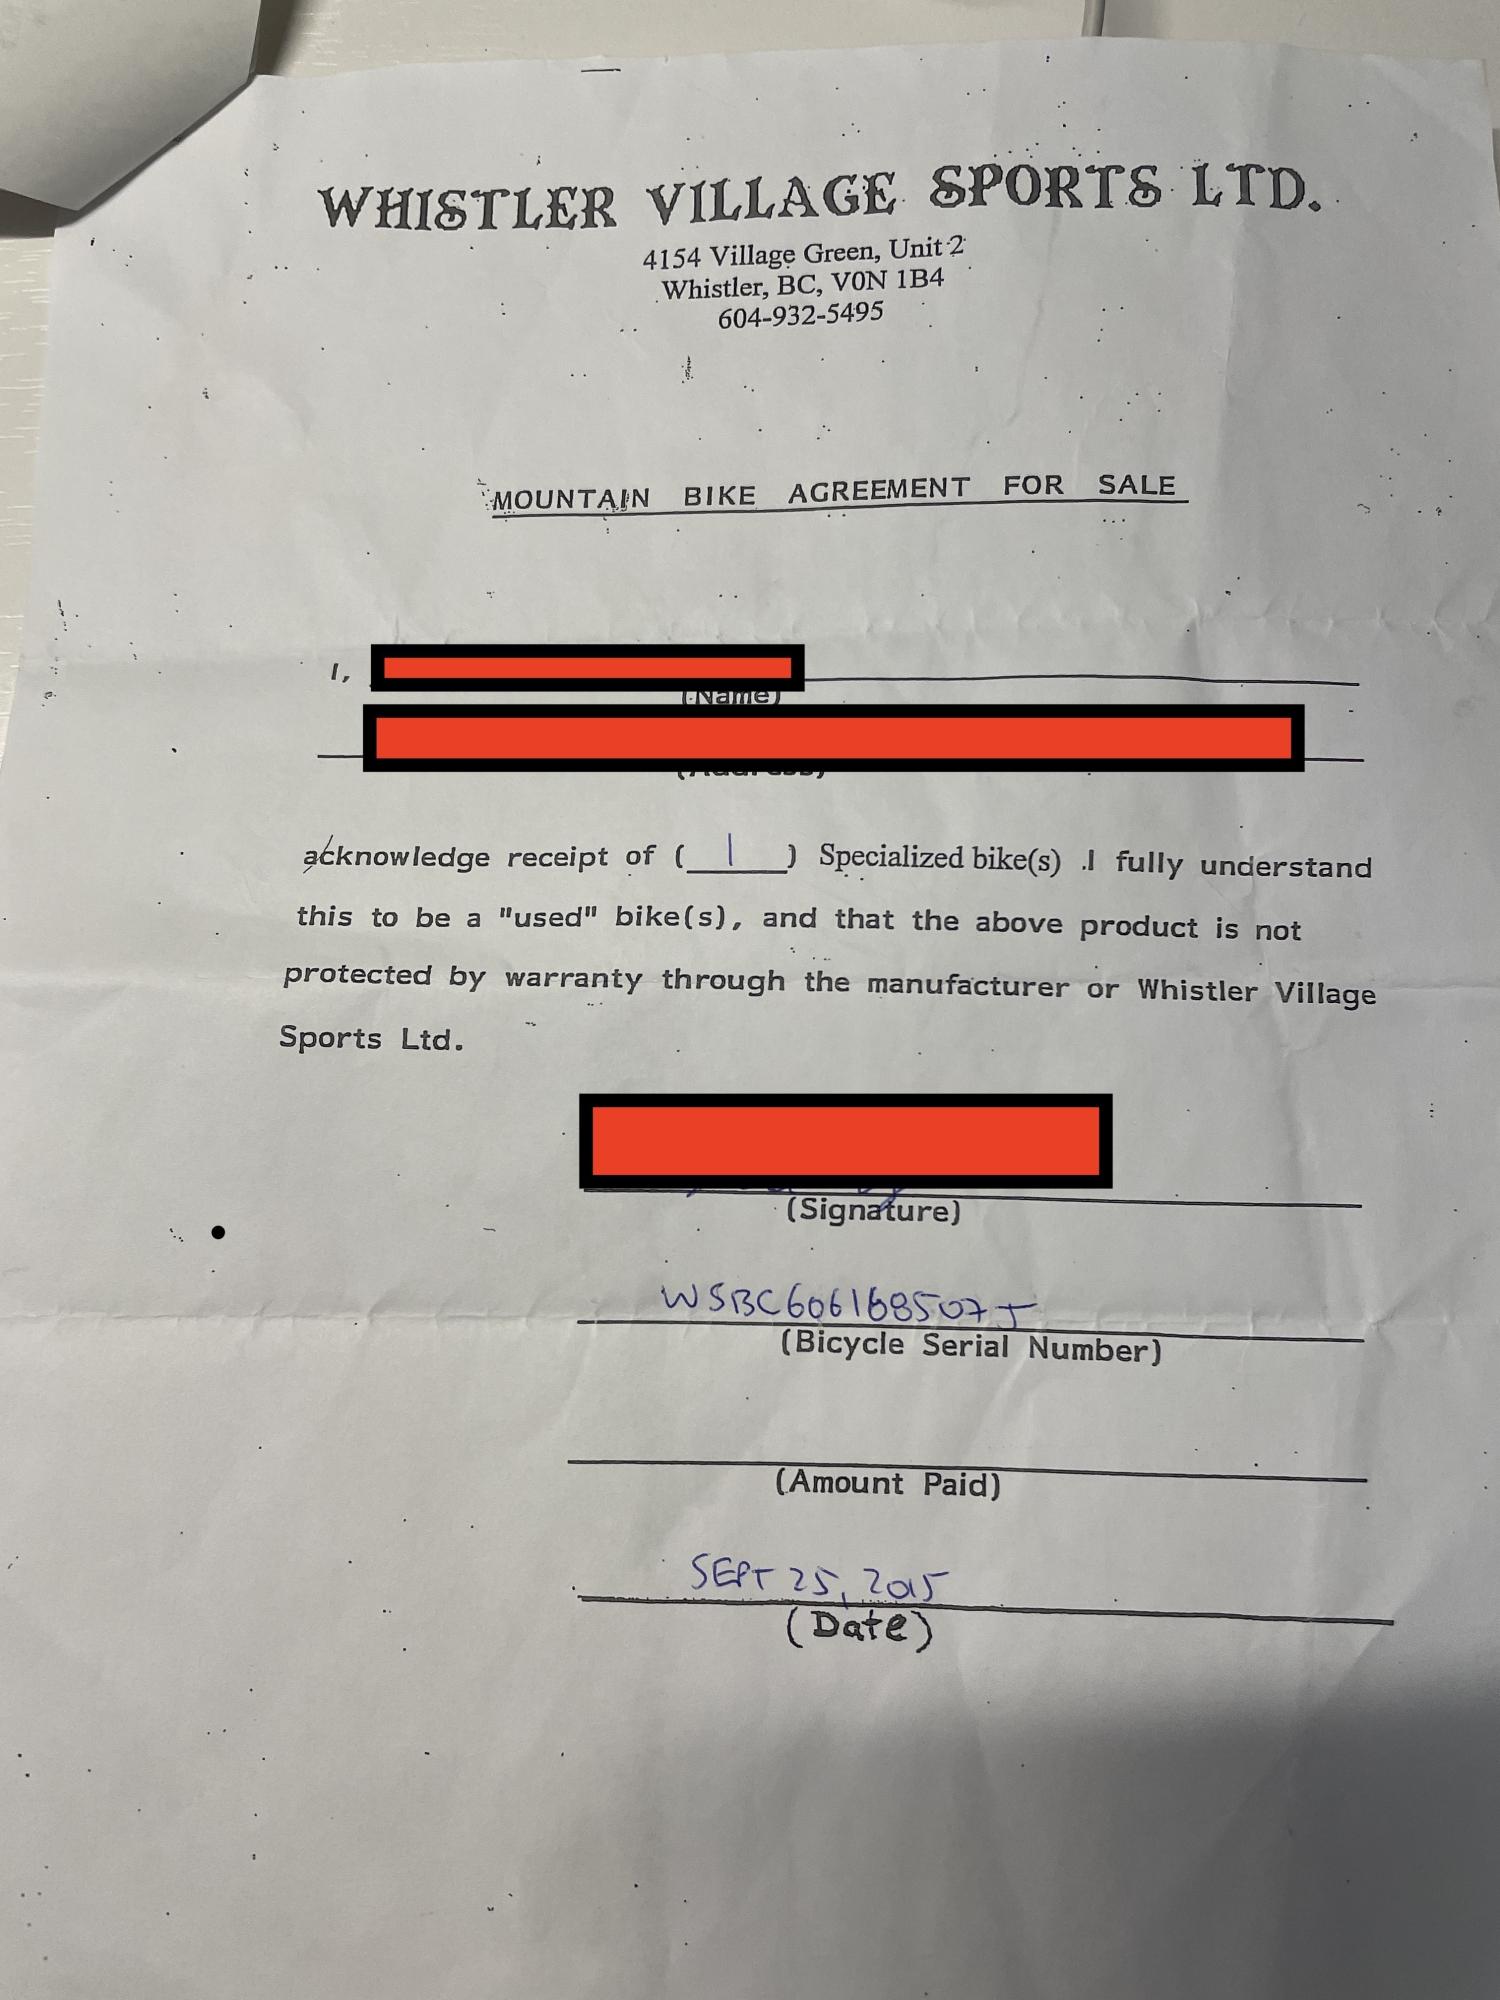 WHISTLER VILLAGE SPORTS LTD.
4154 Village Green, Unit 2
Whistler, BC, V0N 1B4
604-932-5495
MOUNTAIN BIKE AGREEMENT FOR SALE
I,
(Name)
(Address)
acknowledge receipt of ( 1 ) Specialized bike(s) .I fully understand
this to be a "used" bike(s), and that the above product is not
protected by warranty through the manufacturer or Whistler Village
Sports Ltd.
(Signature)
WSBC606168507J
(Bicycle Serial Number)
(Amount Paid)
SEPT 25, 2015
(Date)